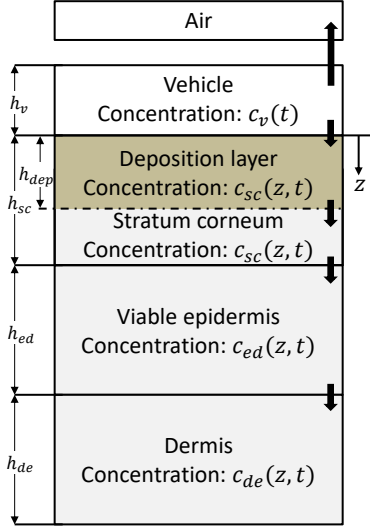 Air
h_v
Vehicle
Concentration: c_v(t)
z
h_dep
h_sc
Deposition layer
Concentration: c_sc(z, t)
Stratum corneum
Concentration: c_sc(z, t)
h_ed
Viable epidermis
Concentration: c_ed(z, t)
h_de
Dermis
Concentration: c_de(z, t)